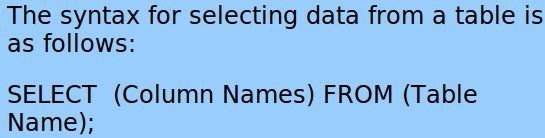 The syntax for selecting data from a table is
as follows:
SELECT  (Column Names) FROM (Table
Name);